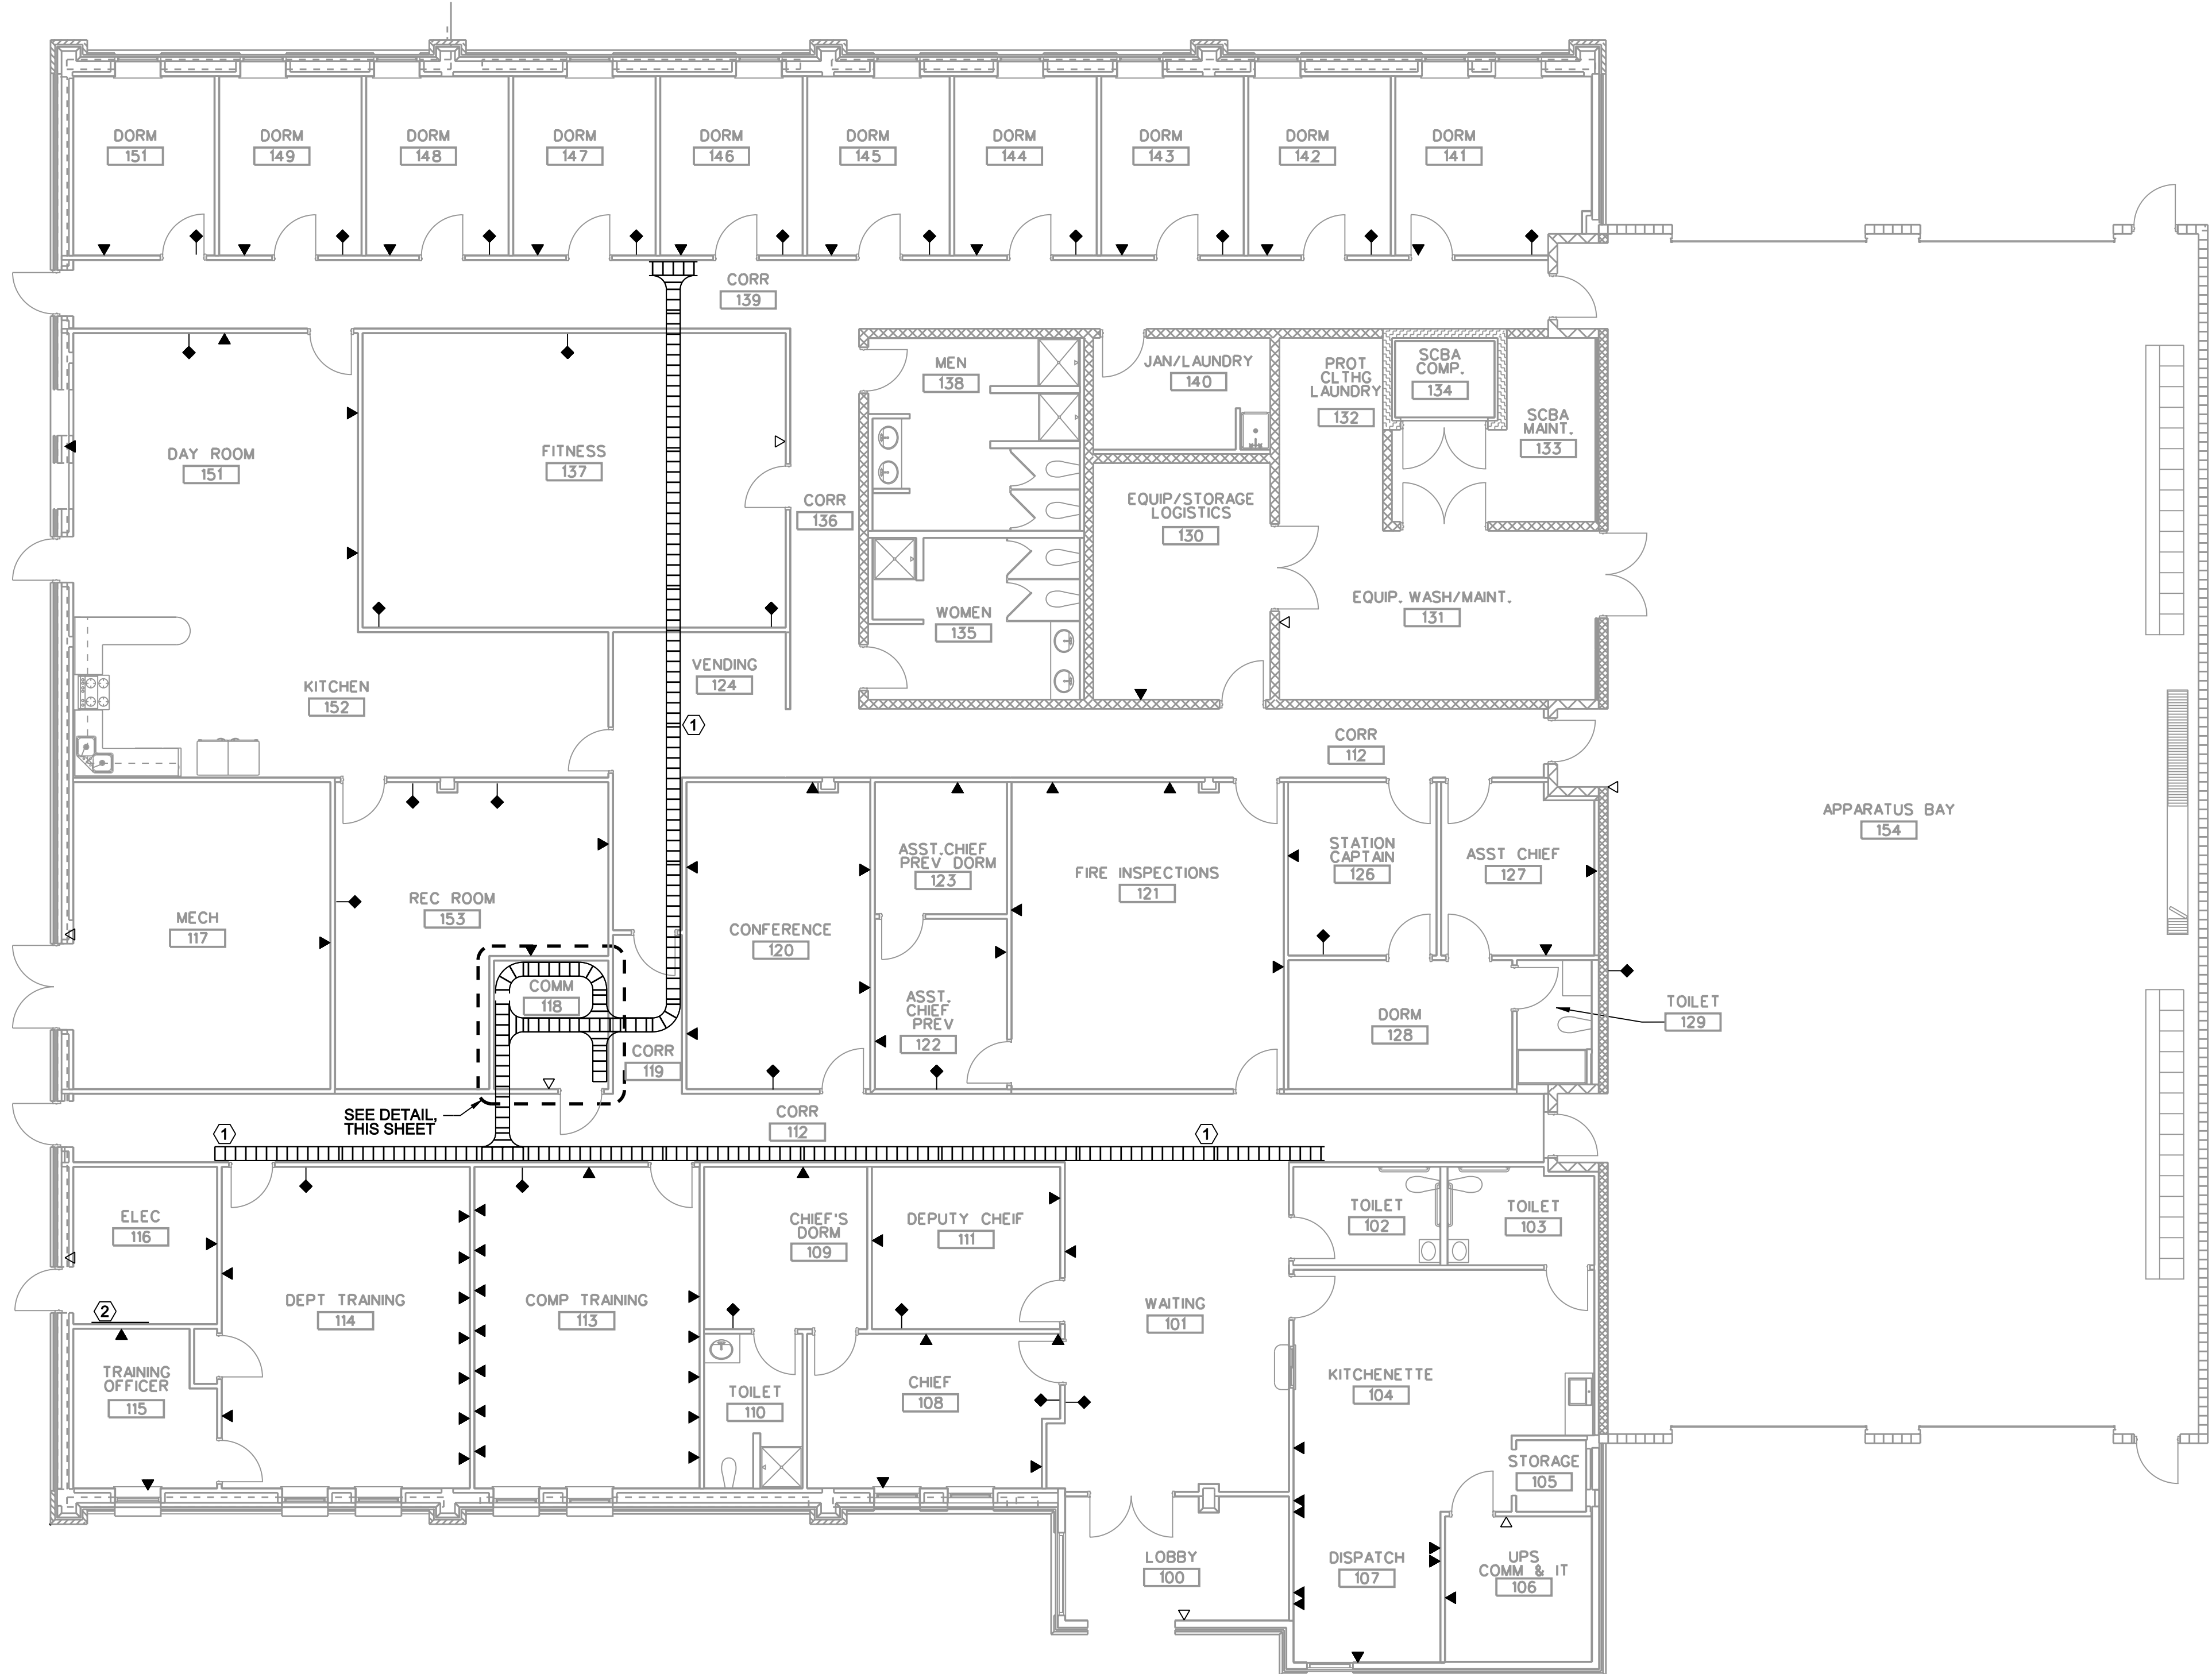 DORM
151
DORM
149
DORM
148
DORM
147
DORM
146
DORM
145
DORM
144
DORM
143
DORM
142
DORM
141
CORR
139
DAY ROOM
151
FITNESS
137
CORR
136
MEN
138
JAN/LAUNDRY
140
PROT
CLTHG
LAUNDRY
132
SCBA
COMP.
134
SCBA
MAINT.
133
EQUIP/STORAGE
LOGISTICS
130
EQUIP. WASH/MAINT.
131
WOMEN
135
KITCHEN
152
VENDING
124
1
CORR
112
APPARATUS BAY
154
MECH
117
REC ROOM
153
CONFERENCE
120
ASST.CHIEF
PREV DORM
123
FIRE INSPECTIONS
121
STATION
CAPTAIN
126
ASST CHIEF
127
COMM
118
ASST.
CHIEF
PREV
122
DORM
128
TOILET
129
CORR
119
SEE DETAIL,
THIS SHEET
CORR
112
1
1
ELEC
116
2
DEPT TRAINING
114
COMP TRAINING
113
CHIEF'S
DORM
109
DEPUTY CHEIF
111
WAITING
101
TOILET
102
TOILET
103
TRAINING
OFFICER
115
TOILET
110
CHIEF
108
KITCHENETTE
104
STORAGE
105
LOBBY
100
DISPATCH
107
UPS
COMM & IT
106